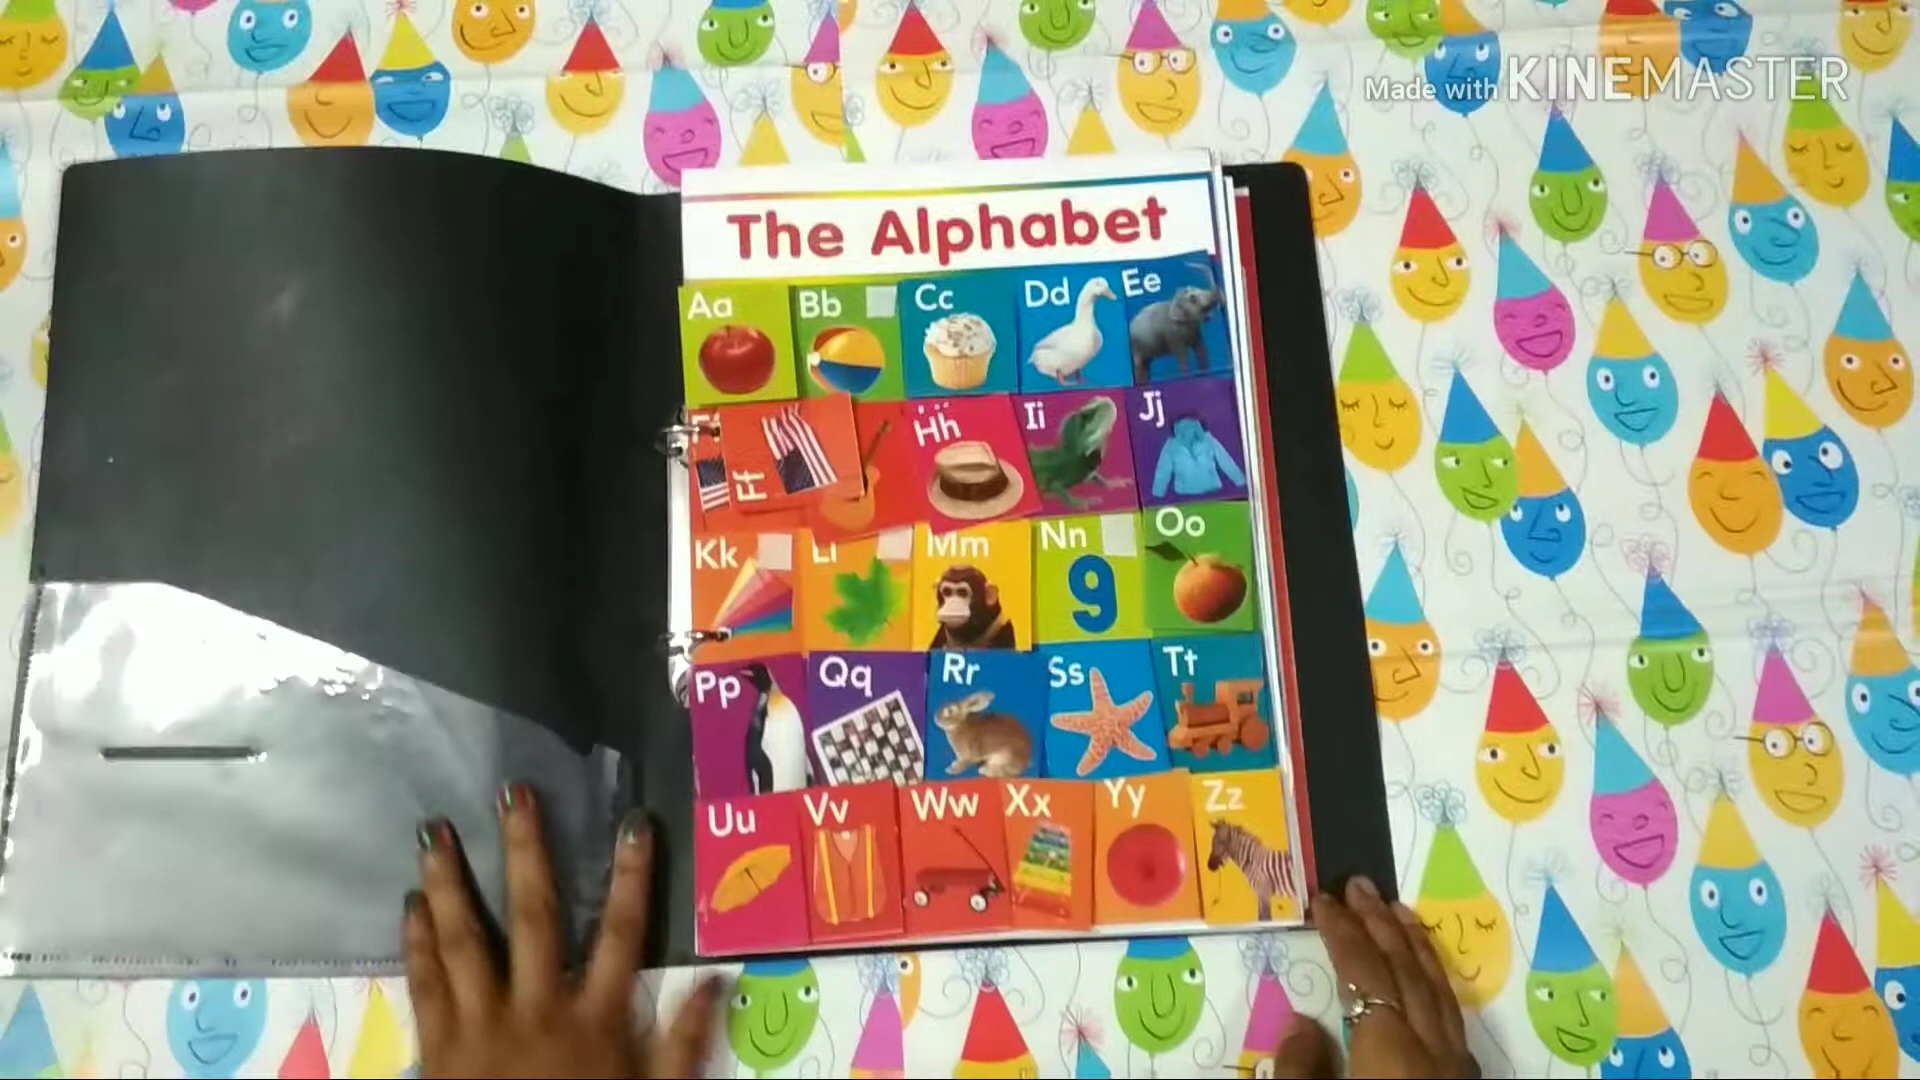 Made with KINEMASTER
The Alphabet
Aa Bb Cc Dd Ee
Ff Hh Ii Jj
Kk Ll Mm Nn Oo
9
Pp Qq Rr Ss Tt
Uu Vv Ww Xx Yy Zz